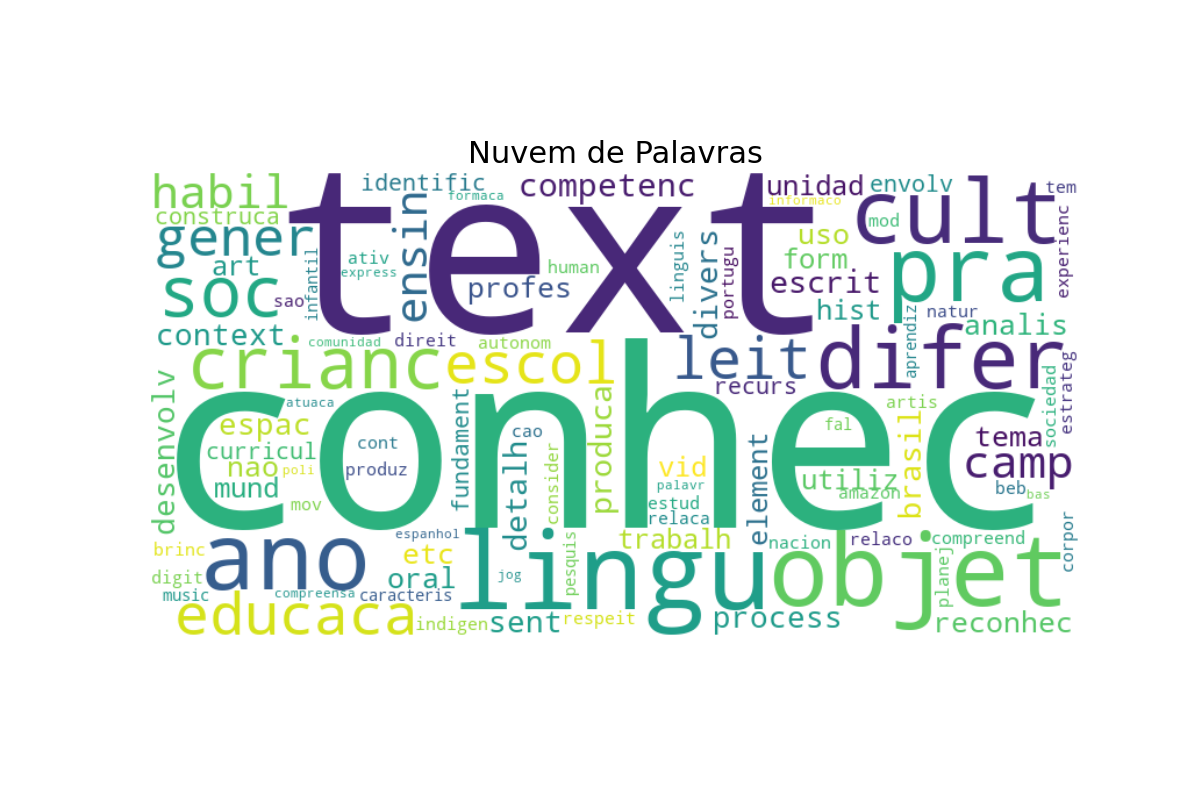 Nuvem de Palavras
habil
identific
competenc
unidad
envolv
tem
formaca
informaco
text
cult
construca
ensin
mod
experienc
gener
uso
linguis
divers
portugu
art
ativ
express
infantil
human
form
pra
soc
sao
profes
escrit
hist
natur
analis
context
comunidad
direit
autonom
aprendiz
crianc
escol
leit
recurs
difer
estrateg
sociedad
desenvolv
conhec
atuaca
fundament
produca
artis
espac
cont
cao
fal
brasil
tema
curricul
nao
poli
produz
detalh
consider
vid
palavr
element
utiliz
amazon
camp
mund
mov
estud
relaca
beb
bas
ano
espanhol
etc
lingu
pesquis
trabalh
nacion
relaco
objet
compreend
corpor
brinc
digit
oral
jog
planej
music
compreensa
caracteris
educaca
indigen
sent
respeit
process
reconhec